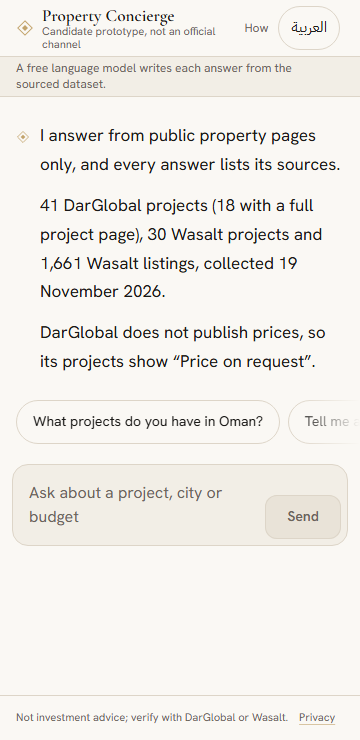 Property Concierge
Candidate prototype, not an official
channel
How
العربية
A free language model writes each answer from the
sourced dataset.
I answer from public property pages
only, and every answer lists its sources.
41 DarGlobal projects (18 with a full
project page), 30 Wasalt projects and
1,661 Wasalt listings, collected 19
November 2026.
DarGlobal does not publish prices, so
its projects show “Price on request”.
What projects do you have in Oman?
Tell me
Ask about a project, city or
budget
Send
Not investment advice; verify with DarGlobal or Wasalt.
Privacy